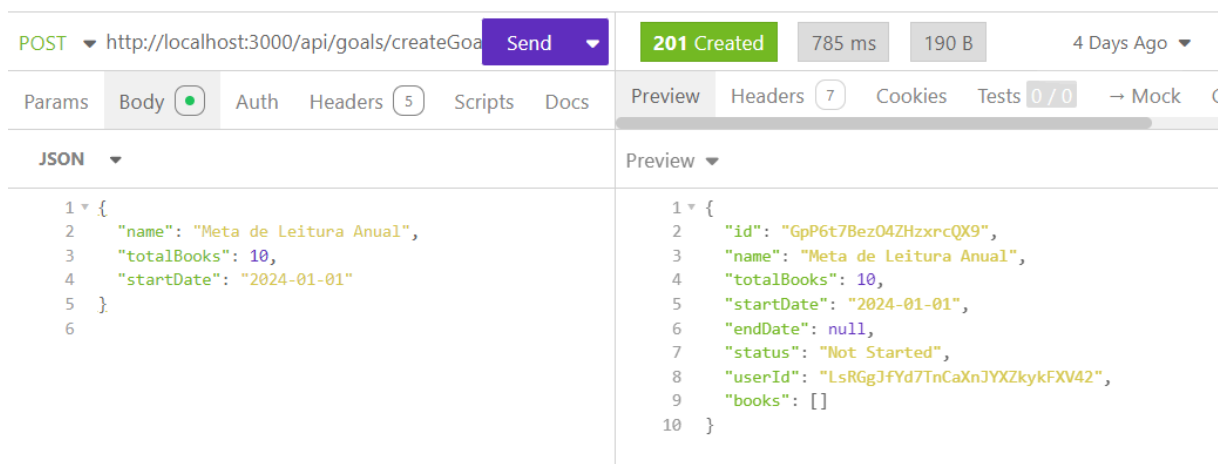 POST http://localhost:3000/api/goals/createGoa Send
Params Body Auth Headers 5 Scripts Docs
JSON
1 {
2 "name": "Meta de Leitura Anual",
3 "totalBooks": 10,
4 "startDate": "2024-01-01"
5 }
6
201 Created 785 ms 190 B 4 Days Ago
Preview Headers 7 Cookies Tests 0 / 0 → Mock
Preview
1 {
2 "id": "GpP6t7BezO4ZHzxrcQX9",
3 "name": "Meta de Leitura Anual",
4 "totalBooks": 10,
5 "startDate": "2024-01-01",
6 "endDate": null,
7 "status": "Not Started",
8 "userId": "LsRGgJfYd7TnCaXnJYXZkykFXV42",
9 "books": []
10 }